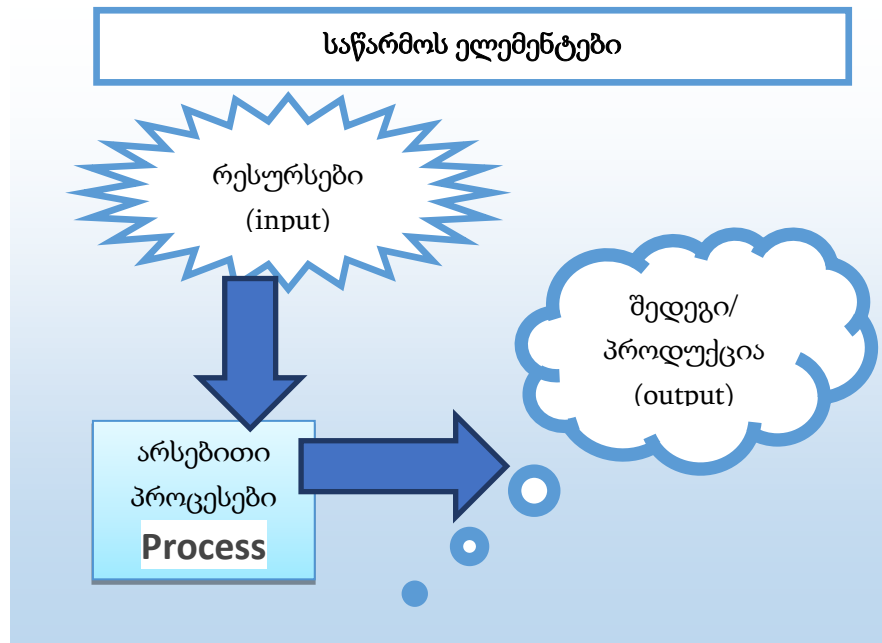 საწარმოს ელემენტები
რესურსები
(input)
შედეგი/
პროდუქცია
(output)
არსებითი
პროცესები
Process